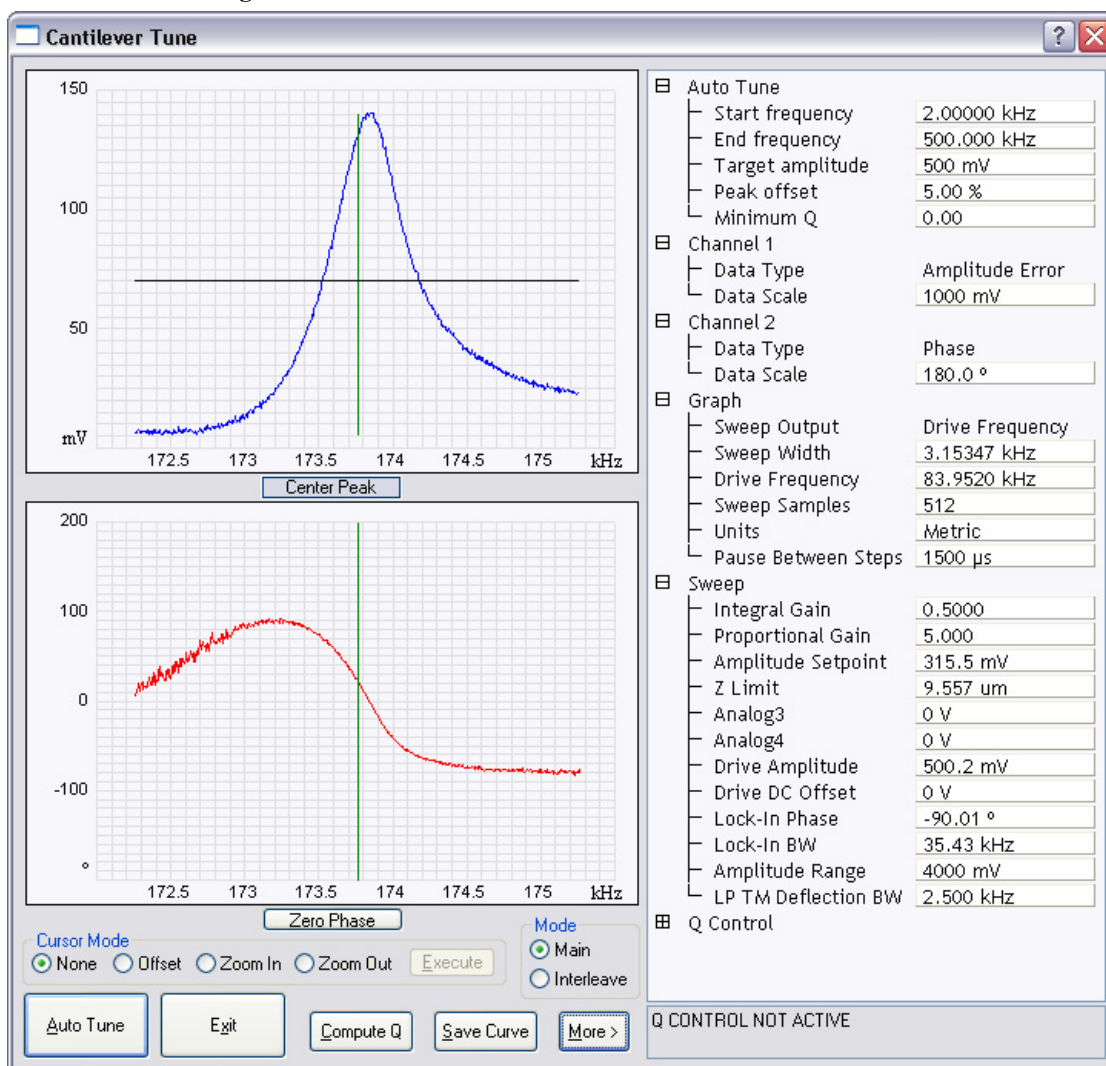 Cantilever Tune
150
100
50
mV
172.5 173 173.5 174 174.5 175 kHz
Center Peak
200
100
0
-100
°
172.5 173 173.5 174 174.5 175 kHz
Zero Phase
Cursor Mode
None Offset Zoom In Zoom Out Execute
Mode
Main
Interleave
Auto Tune Exit Compute Q Save Curve More >
Auto Tune
Start frequency 2.00000 kHz
End frequency 500.000 kHz
Target amplitude 500 mV
Peak offset 5.00 %
Minimum Q 0.00
Channel 1
Data Type Amplitude Error
Data Scale 1000 mV
Channel 2
Data Type Phase
Data Scale 180.0 º
Graph
Sweep Output Drive Frequency
Sweep Width 3.15347 kHz
Drive Frequency 83.9520 kHz
Sweep Samples 512
Units Metric
Pause Between Steps 1500 µs
Sweep
Integral Gain 0.5000
Proportional Gain 5.000
Amplitude Setpoint 315.5 mV
Z Limit 9.557 um
Analog3 0 V
Analog4 0 V
Drive Amplitude 500.2 mV
Drive DC Offset 0 V
Lock-In Phase -90.01 º
Lock-In BW 35.43 kHz
Amplitude Range 4000 mV
LP TM Deflection BW 2.500 kHz
Q Control
Q CONTROL NOT ACTIVE